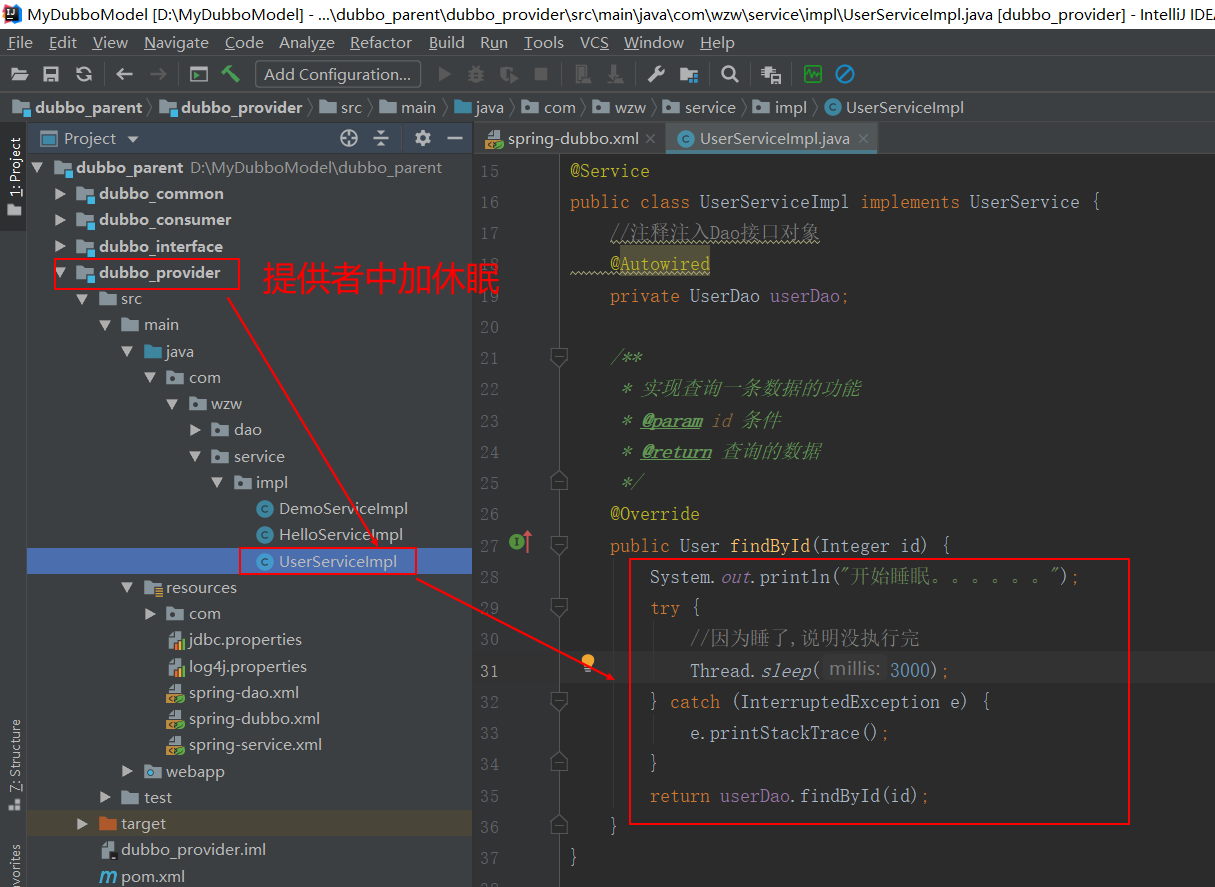 MyDubboModel [D:\MyDubboModel] - ...\dubbo_parent\dubbo_provider\src\main\java\com\wzw\service\impl\UserServiceImpl.java [dubbo_provider] - IntelliJ IDEA
File Edit View Navigate Code Analyze Refactor Build Run Tools VCS Window Help
Add Configuration...
dubbo_parent dubbo_provider src main java com wzw service impl UserServiceImpl
1: Project
Project
dubbo_parent D:\MyDubboModel\dubbo_parent
dubbo_common
dubbo_consumer
dubbo_interface
dubbo_provider
提供者中加休眠
src
main
java
com
wzw
dao
service
impl
DemoServiceImpl
HelloServiceImpl
UserServiceImpl
resources
com
jdbc.properties
log4j.properties
spring-dao.xml
spring-dubbo.xml
spring-service.xml
webapp
test
target
dubbo_provider.iml
pom.xml
7: Structure
spring-dubbo.xml UserServiceImpl.java
15 @Service
16 public class UserServiceImpl implements UserService {
17 //注释注入Dao接口对象
18 @Autowired
19 private UserDao userDao;
20
21 /**
22 * 实现查询一条数据的功能
23 * @param id 条件
24 * @return 查询的数据
25 */
26 @Override
27 public User findById(Integer id) {
28 System.out.println("开始睡眠。。。。。。");
29 try {
30 //因为睡了,说明没执行完
31 Thread.sleep( millis: 3000);
32 } catch (InterruptedException e) {
33 e.printStackTrace();
34 }
35 return userDao.findById(id);
36 }
37 }